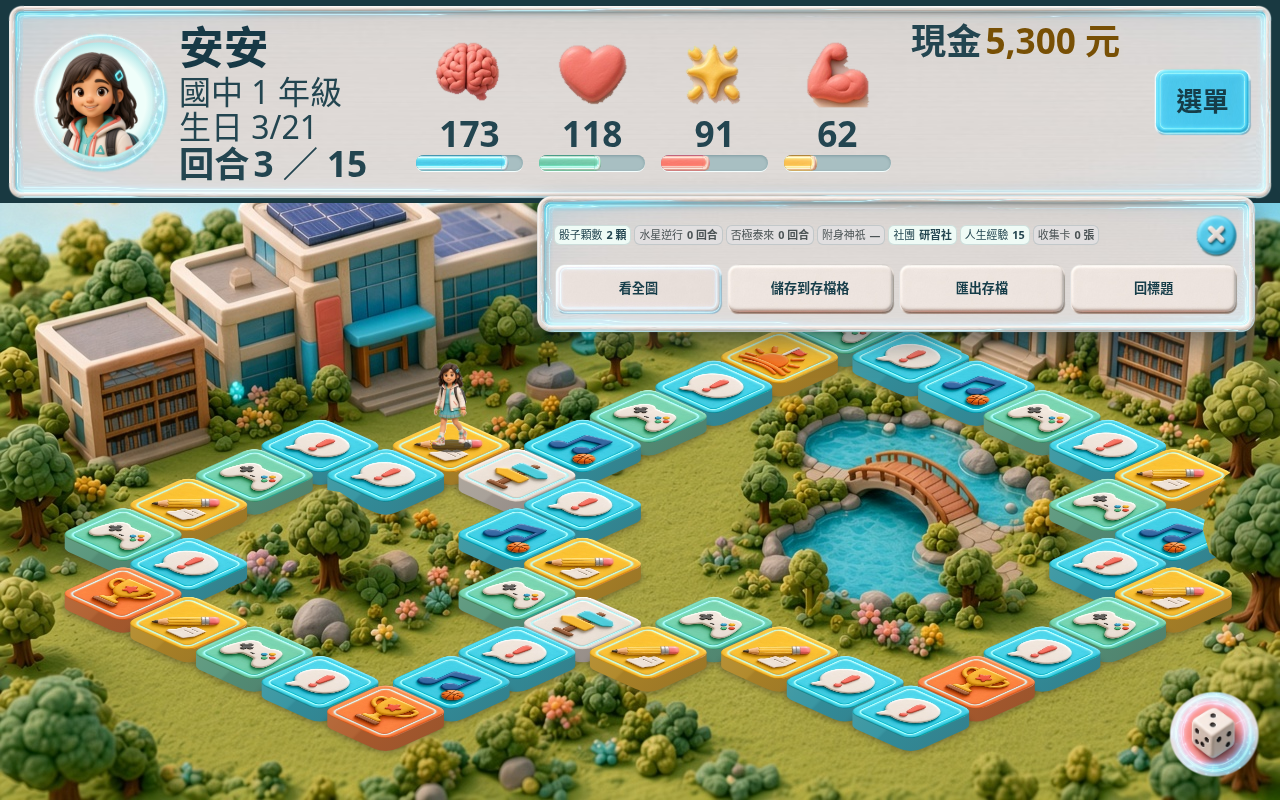 安安
國中 1 年級
生日 3/21
回合 3 ／ 15
173
118
91
62
現金 5,300 元
選單
骰子顆數 2 顆
水星逆行 0 回合
否極泰來 0 回合
附身神祇 —
社團 研習社
人生經驗 15
收集卡 0 張
看全圖
儲存到存檔格
匯出存檔
回標題